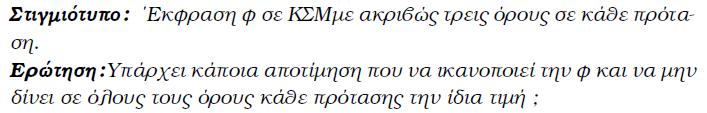 Στιγμιότυπο: Έκφραση φ σε ΚΣΜμε ακριβώς τρεις όρους σε κάθε πρότα-
ση.
Ερώτηση:Υπάρχει κάποια αποτίμηση που να ικανοποιεί την φ και να μην
δίνει σε όλους τους όρους κάθε πρότασης την ίδια τιμή ;